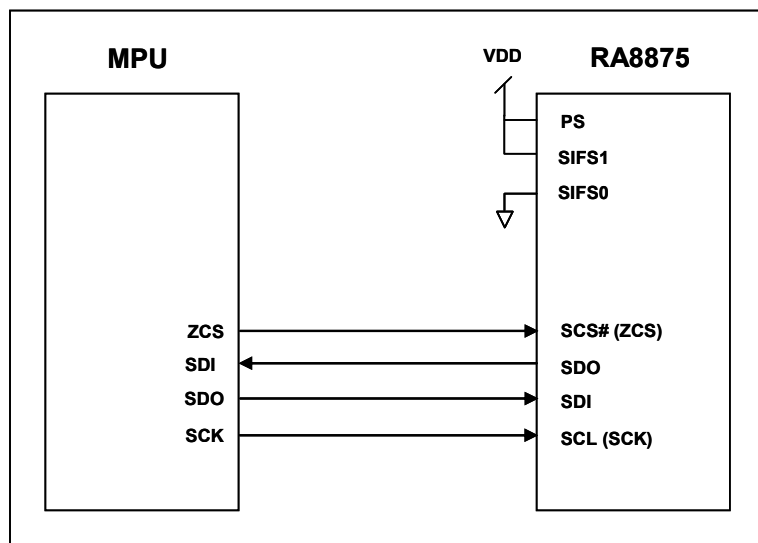 MPU
VDD
RA8875
PS
SIFS1
SIFS0
ZCS
SCS# (ZCS)
SDI
SDO
SDO
SDI
SCK
SCL (SCK)